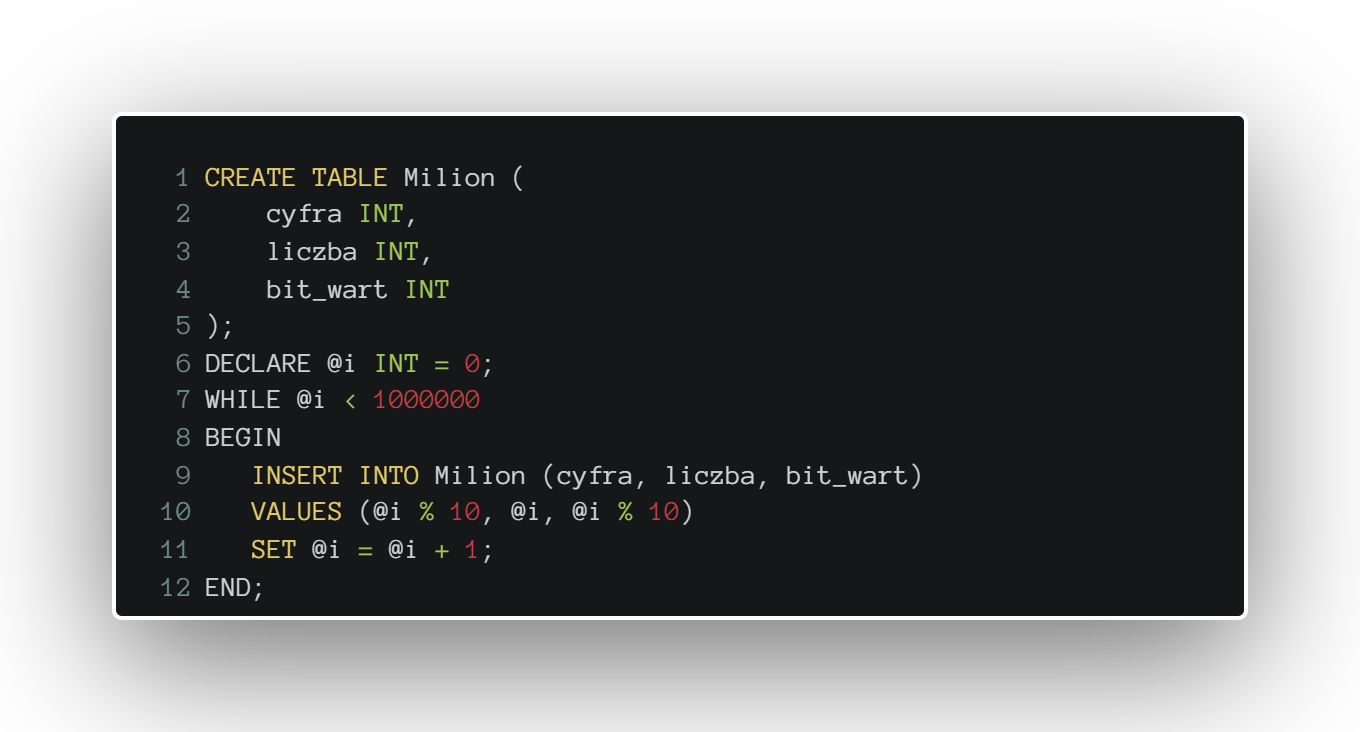 1 CREATE TABLE Milion (
2     cyfra INT,
3     liczba INT,
4     bit_wart INT
5 );
6 DECLARE @i INT = 0;
7 WHILE @i < 1000000
8 BEGIN
9    INSERT INTO Milion (cyfra, liczba, bit_wart)
10    VALUES (@i % 10, @i, @i % 10)
11    SET @i = @i + 1;
12 END;